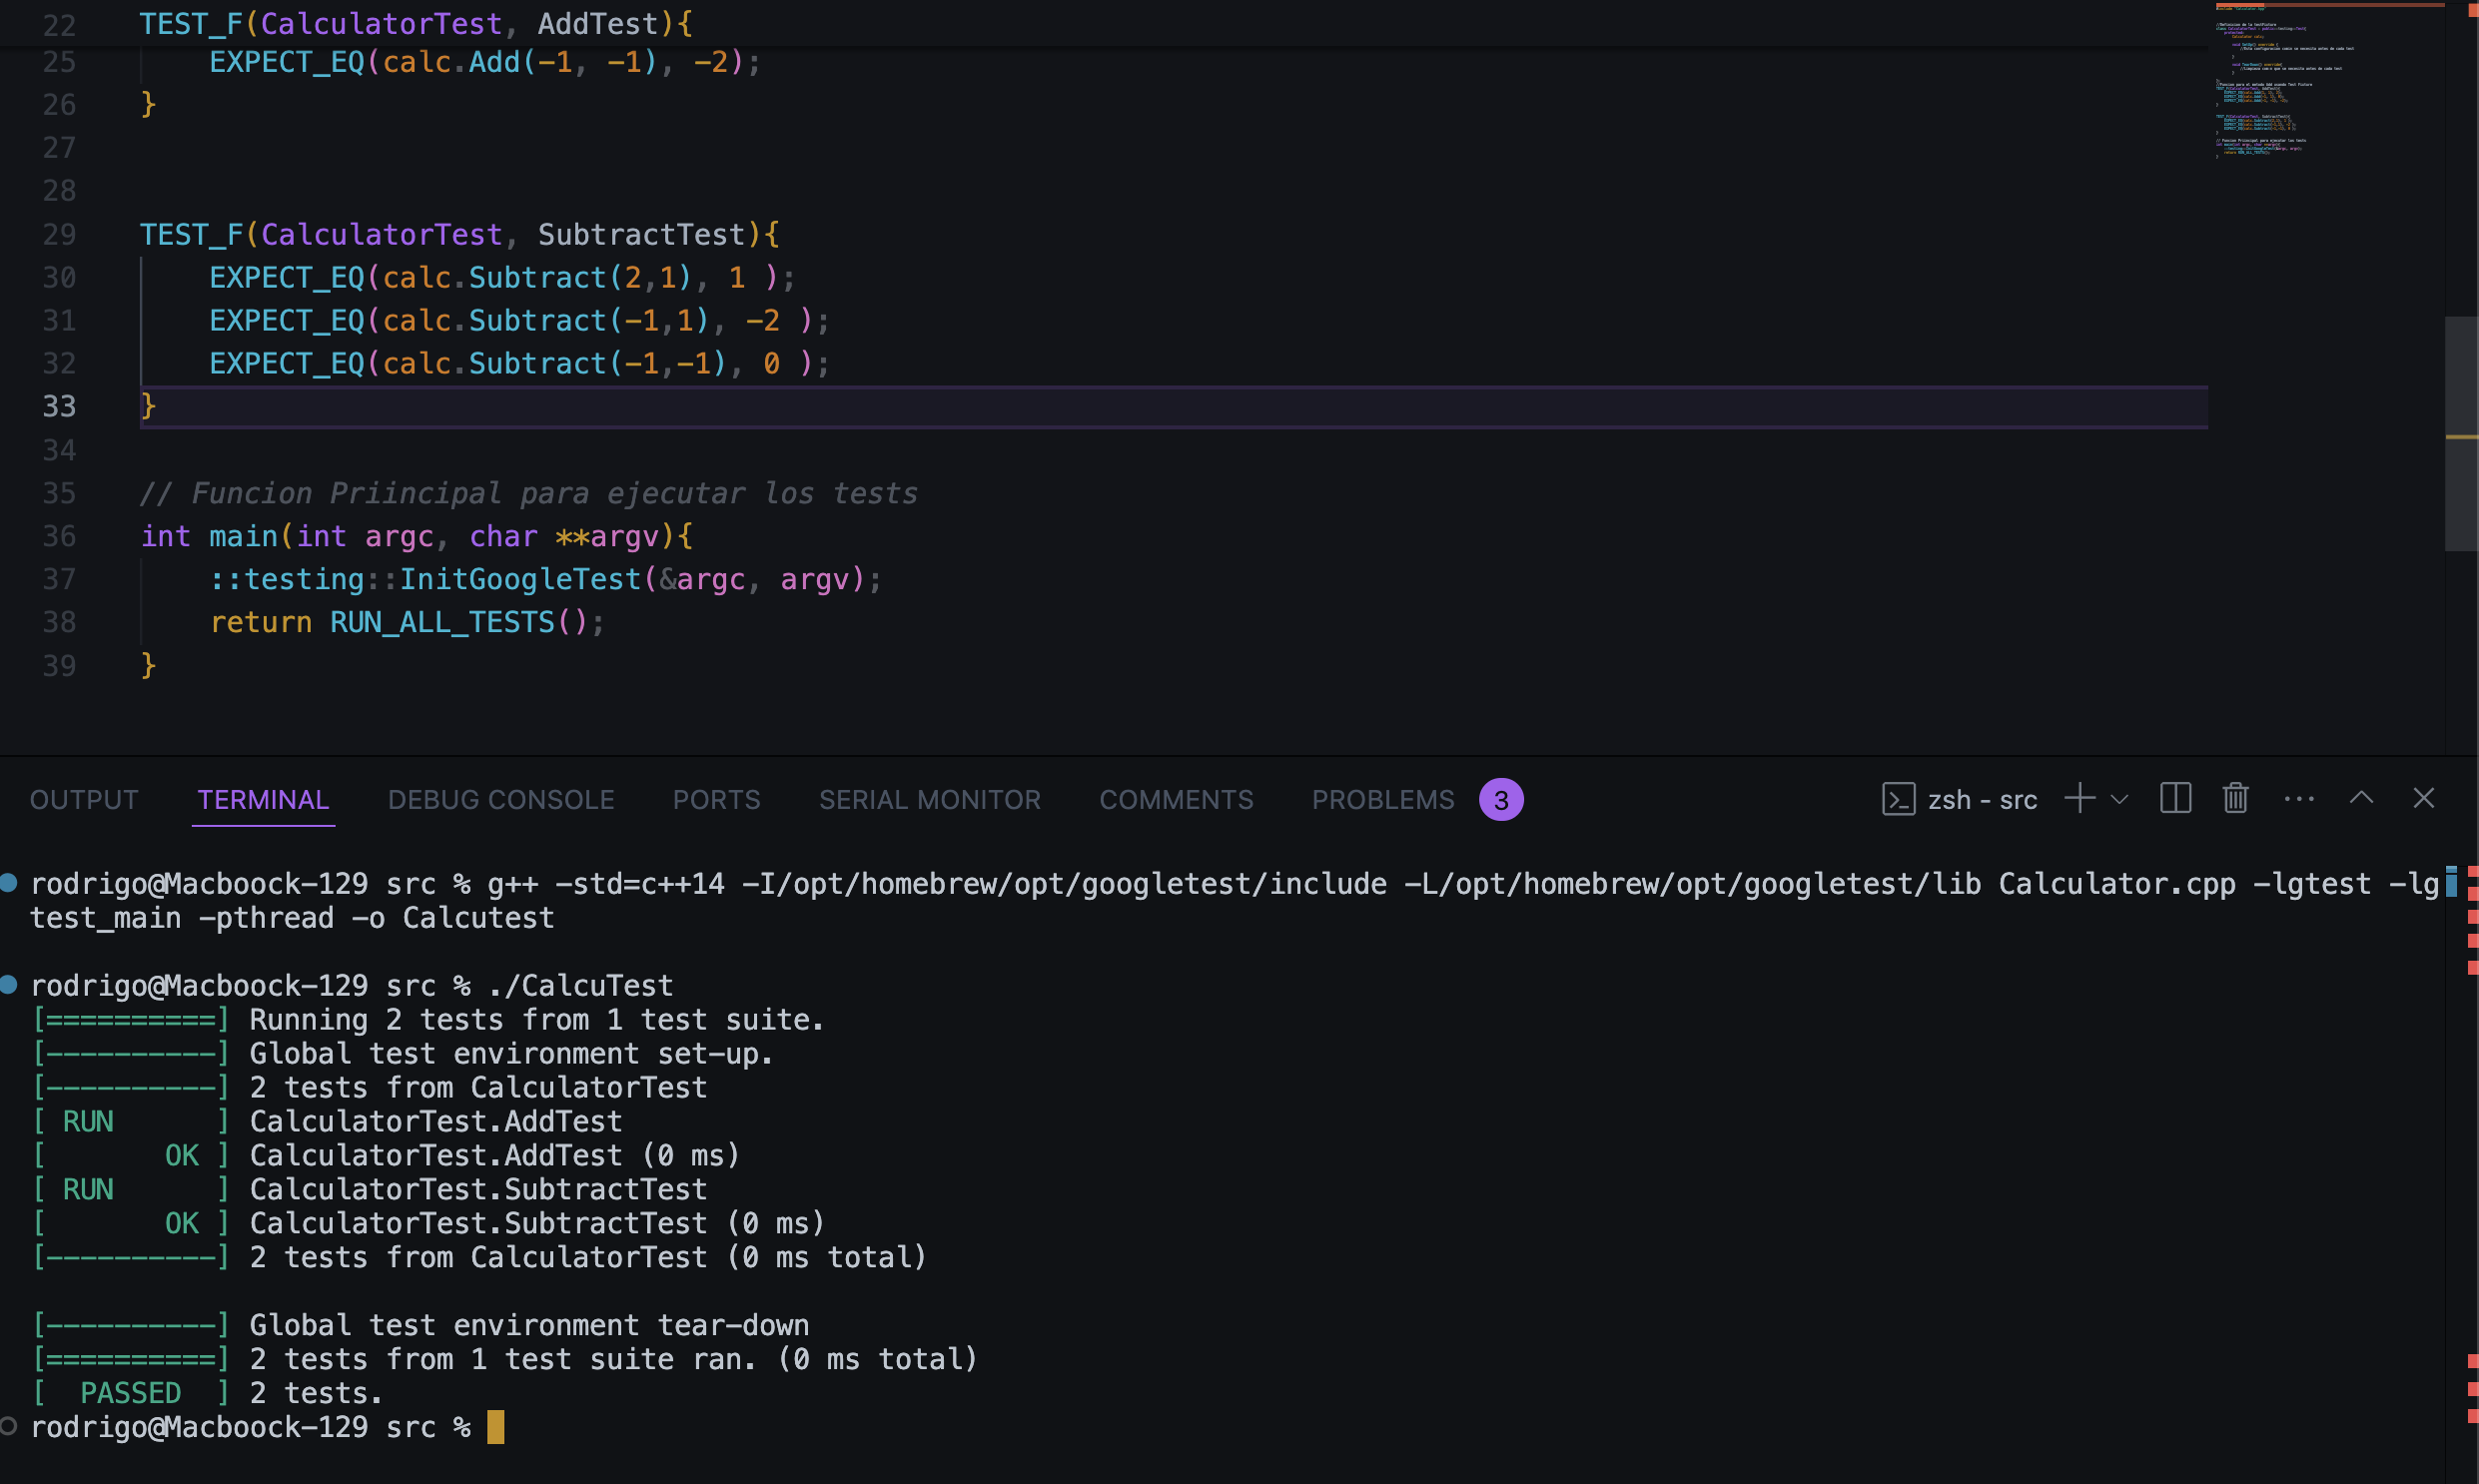 22 TEST_F(CalculatorTest, AddTest){
25 EXPECT_EQ(calc.Add(-1, -1), -2);
26 }
27
28
29 TEST_F(CalculatorTest, SubtractTest){
30 EXPECT_EQ(calc.Subtract(2,1), 1 );
31 EXPECT_EQ(calc.Subtract(-1,1), -2 );
32 EXPECT_EQ(calc.Subtract(-1,-1), 0 );
33 }
34
35 // Funcion Priincipal para ejecutar los tests
36 int main(int argc, char **argv){
37 ::testing::InitGoogleTest(&argc, argv);
38 return RUN_ALL_TESTS();
39 }
OUTPUT TERMINAL DEBUG CONSOLE PORTS SERIAL MONITOR COMMENTS PROBLEMS 3 zsh - src
rodrigo@Macboock-129 src % g++ -std=c++14 -I/opt/homebrew/opt/googletest/include -L/opt/homebrew/opt/googletest/lib Calculator.cpp -lgtest -lg
test_main -pthread -o Calcutest
rodrigo@Macboock-129 src % ./CalcuTest
[==========] Running 2 tests from 1 test suite.
[----------] Global test environment set-up.
[----------] 2 tests from CalculatorTest
[ RUN      ] CalculatorTest.AddTest
[       OK ] CalculatorTest.AddTest (0 ms)
[ RUN      ] CalculatorTest.SubtractTest
[       OK ] CalculatorTest.SubtractTest (0 ms)
[----------] 2 tests from CalculatorTest (0 ms total)
[----------] Global test environment tear-down
[==========] 2 tests from 1 test suite ran. (0 ms total)
[  PASSED  ] 2 tests.
rodrigo@Macboock-129 src %